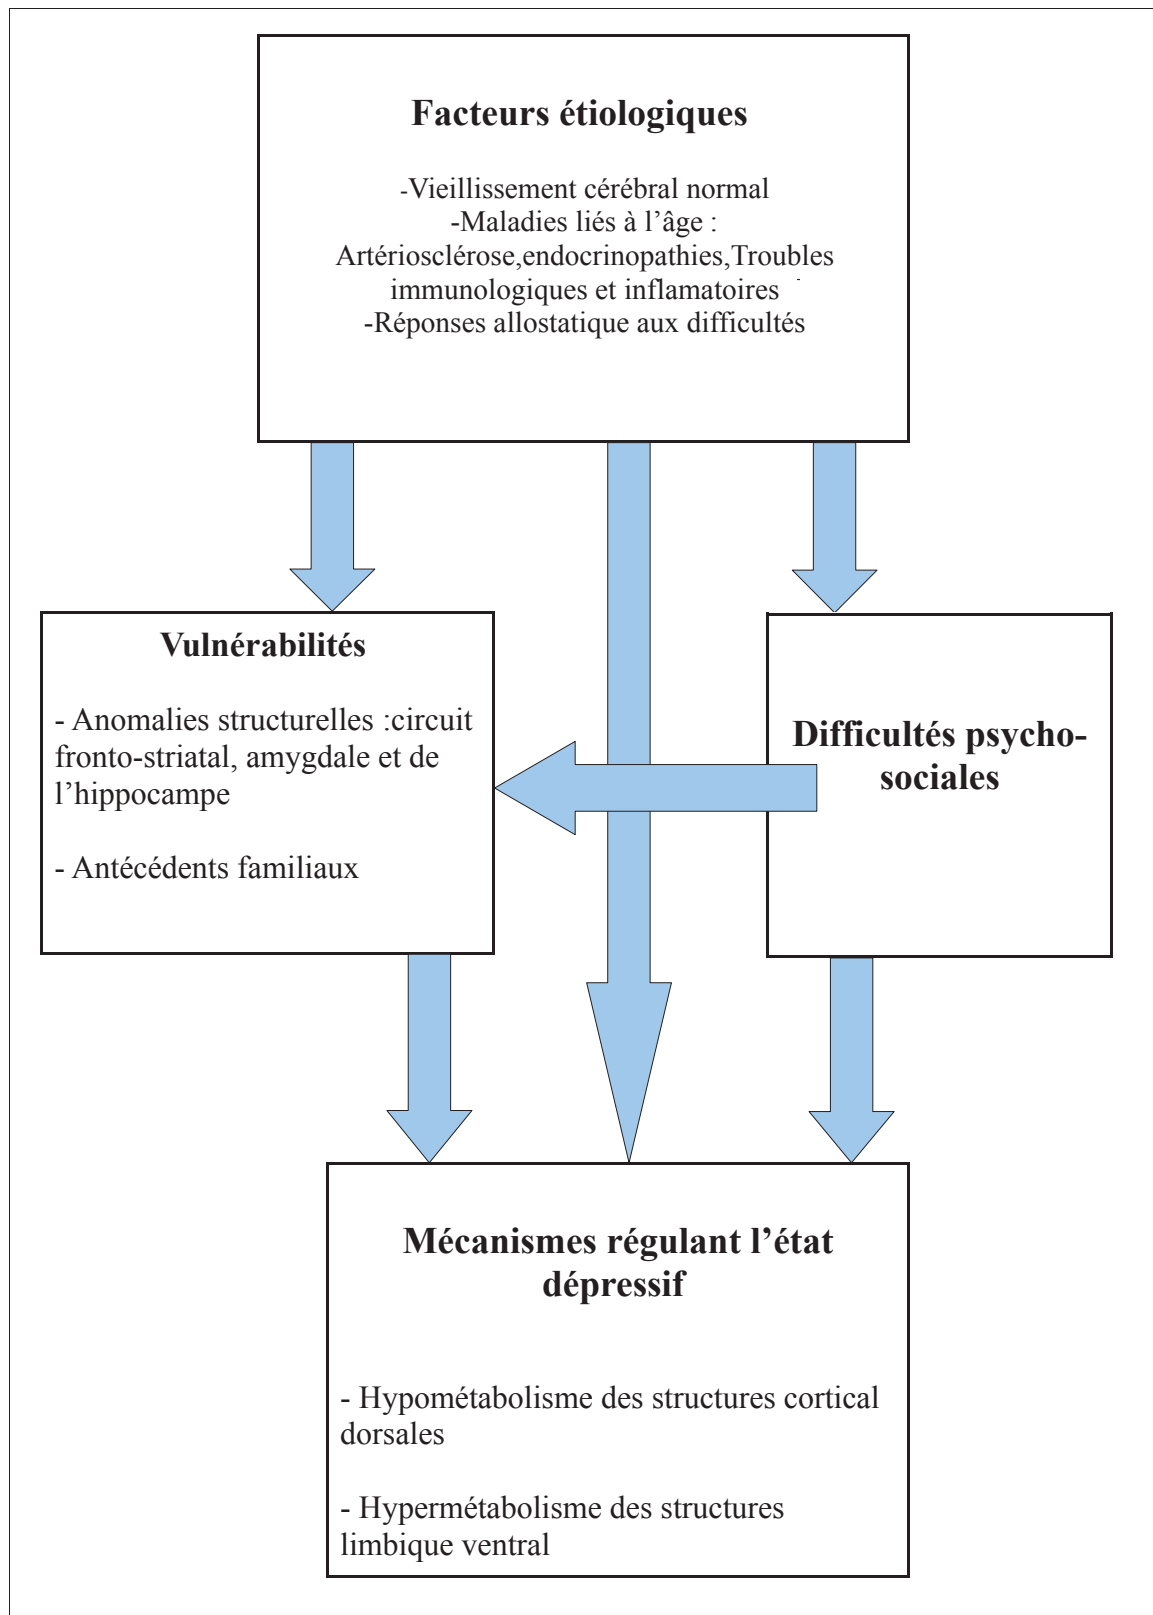 Facteurs étiologiques
-Vieillissement cérébral normal
-Maladies liés à l’âge :
Artériosclérose,endocrinopathies,Troubles
immunologiques et inflamatoires
-Réponses allostatique aux difficultés
Vulnérabilités
- Anomalies structurelles :circuit
fronto-striatal, amygdale et de
l’hippocampe
- Antécédents familiaux
Difficultés psycho-
sociales
Mécanismes régulant l’état
dépressif
- Hypométabolisme des structures cortical
dorsales
- Hypermétabolisme des structures
limbique ventral